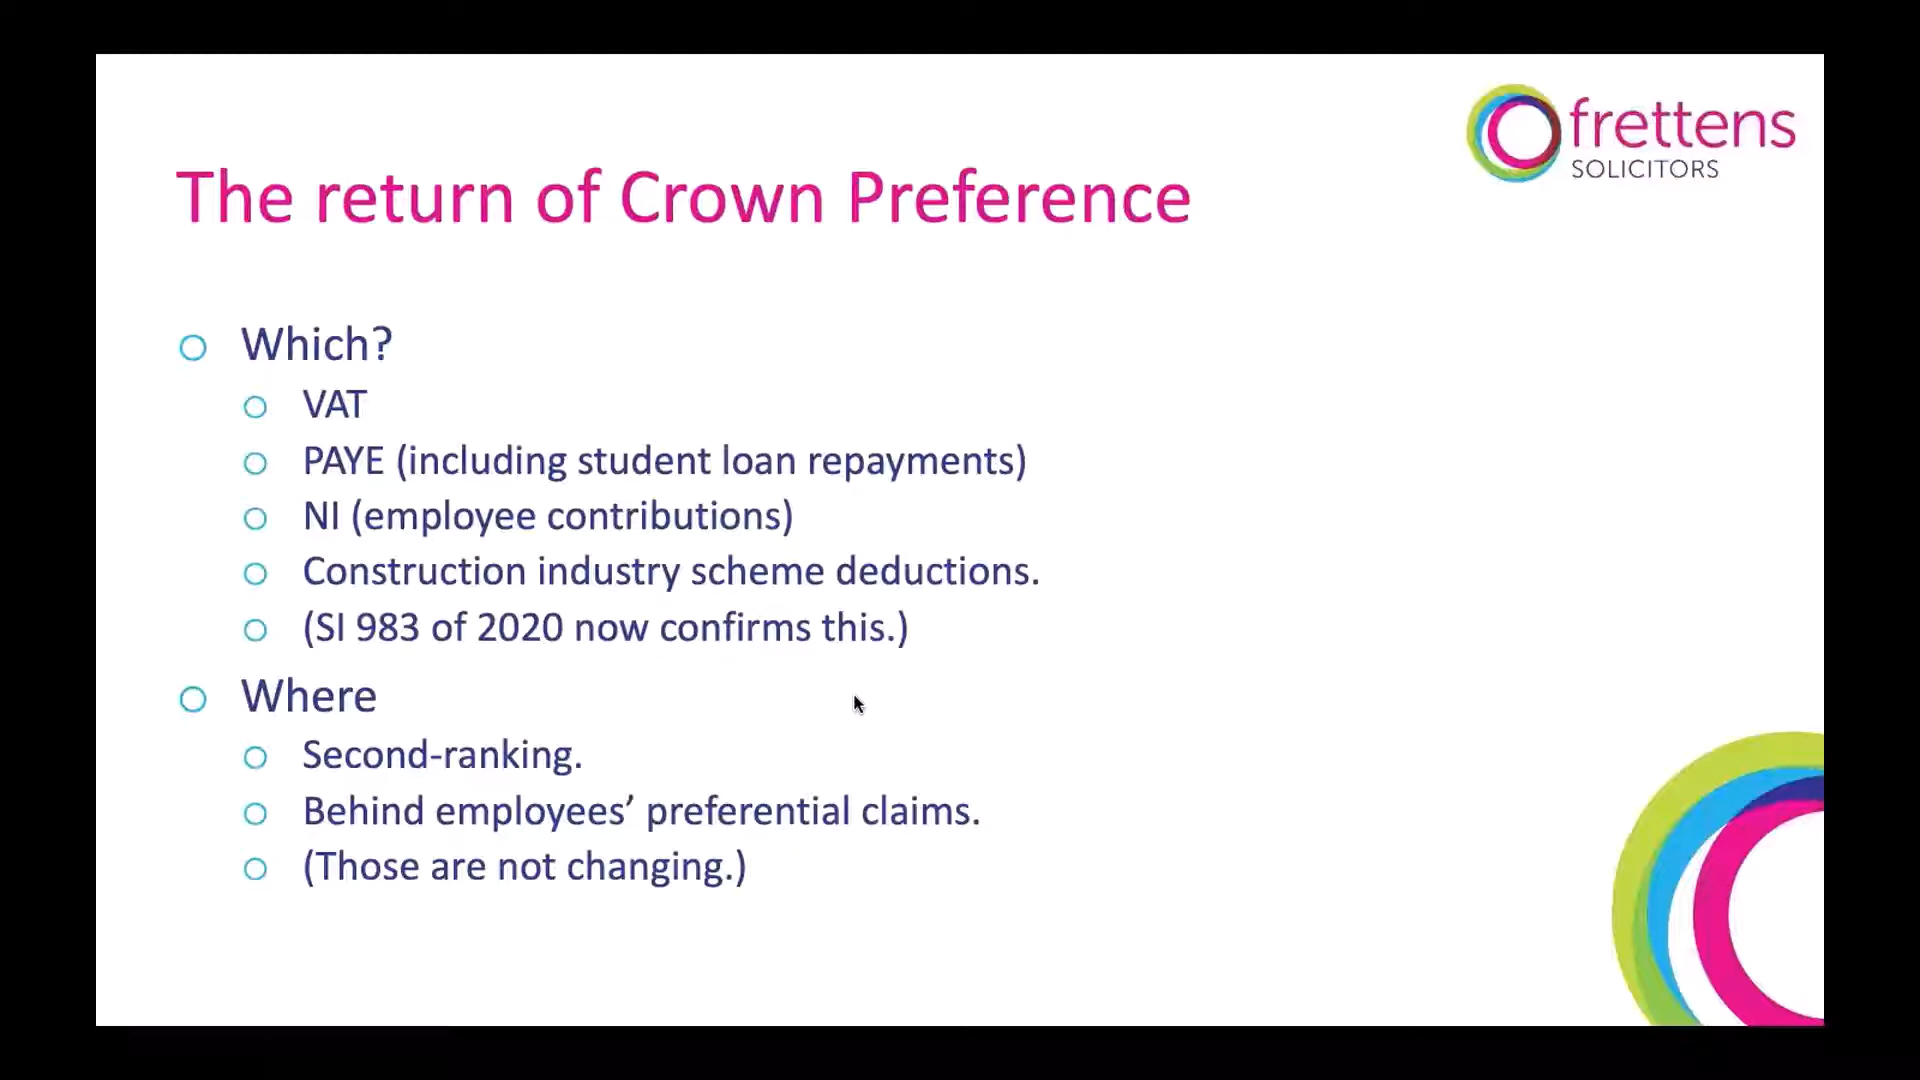 frettens
SOLICITORS
The return of Crown Preference
Which?
VAT
PAYE (including student loan repayments)
NI (employee contributions)
Construction industry scheme deductions.
(SI 983 of 2020 now confirms this.)
Where
Second-ranking.
Behind employees’ preferential claims.
(Those are not changing.)